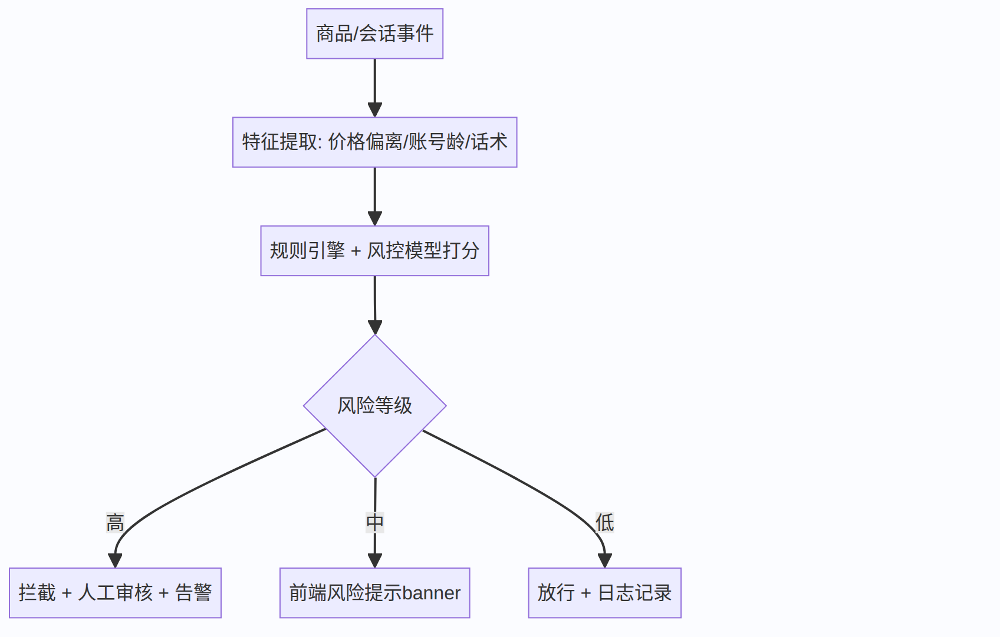 商品/会话事件
特征提取: 价格偏离/账号龄/话术
规则引擎 + 风控模型打分
风险等级
高
中
低
拦截 + 人工审核 + 告警
前端风险提示banner
放行 + 日志记录